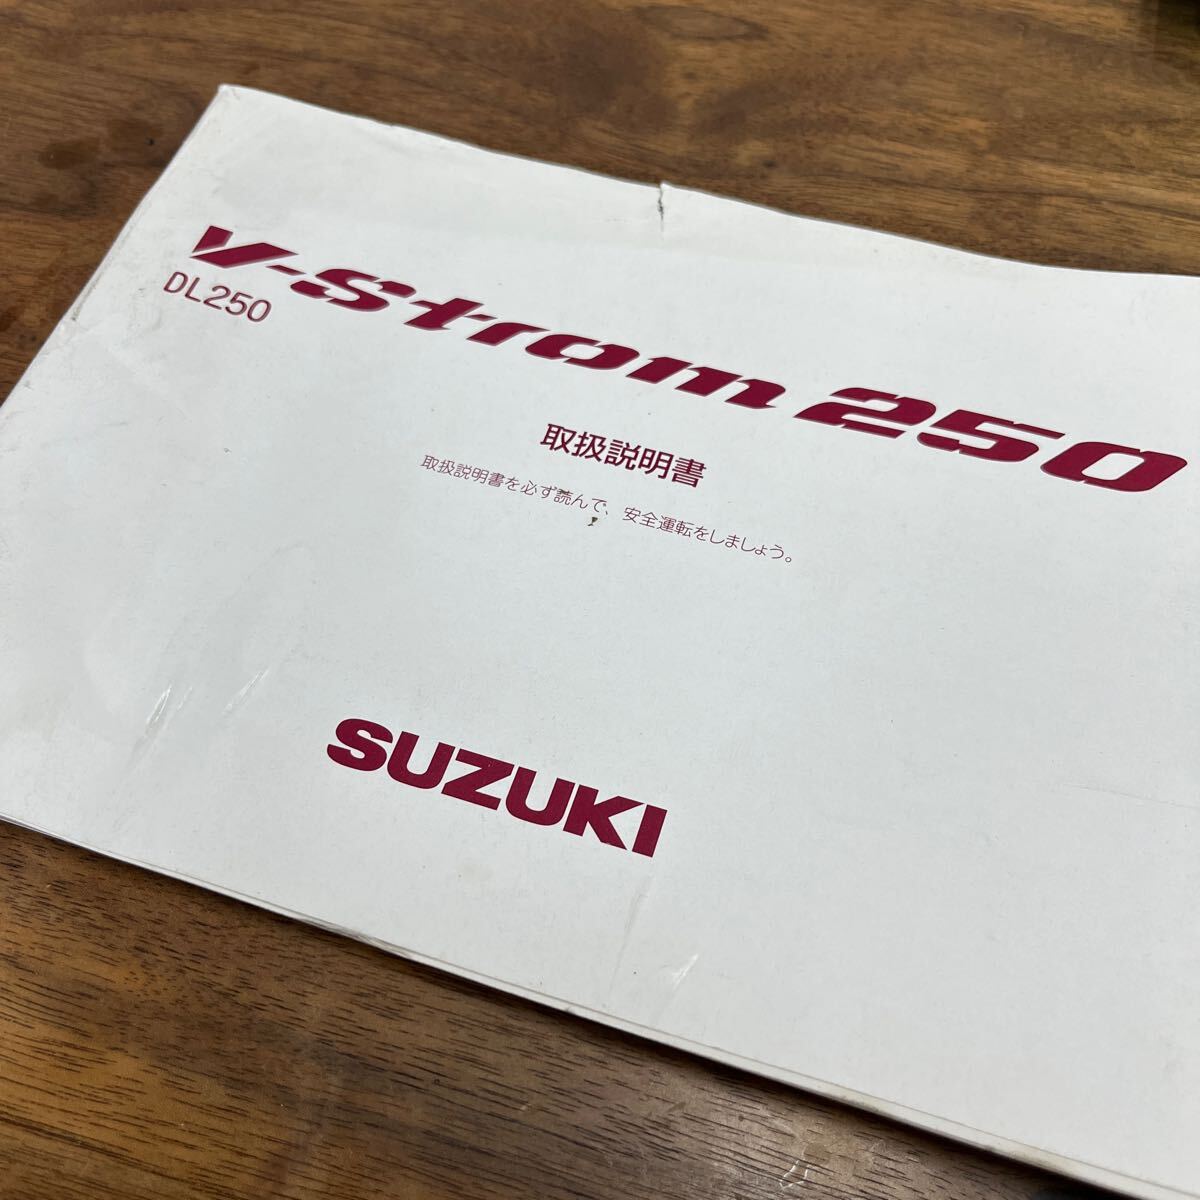 V-Strom 250
DL250
取扱説明書
取扱説明書を必ず読んで、安全運転をしましょう。
SUZUKI